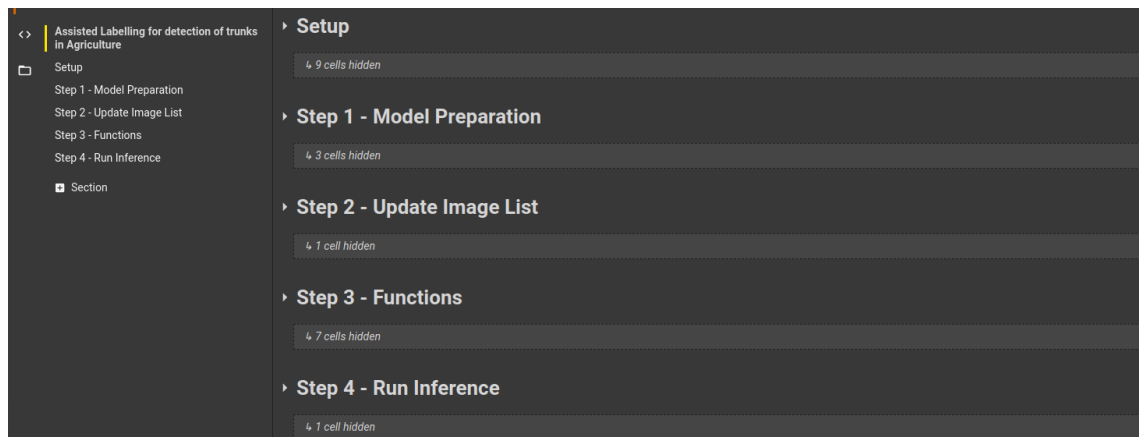 Assisted Labelling for detection of trunks
in Agriculture
Setup
Step 1 - Model Preparation
Step 2 - Update Image List
Step 3 - Functions
Step 4 - Run Inference
Section
Setup
↳ 9 cells hidden
Step 1 - Model Preparation
↳ 3 cells hidden
Step 2 - Update Image List
↳ 1 cell hidden
Step 3 - Functions
↳ 7 cells hidden
Step 4 - Run Inference
↳ 1 cell hidden